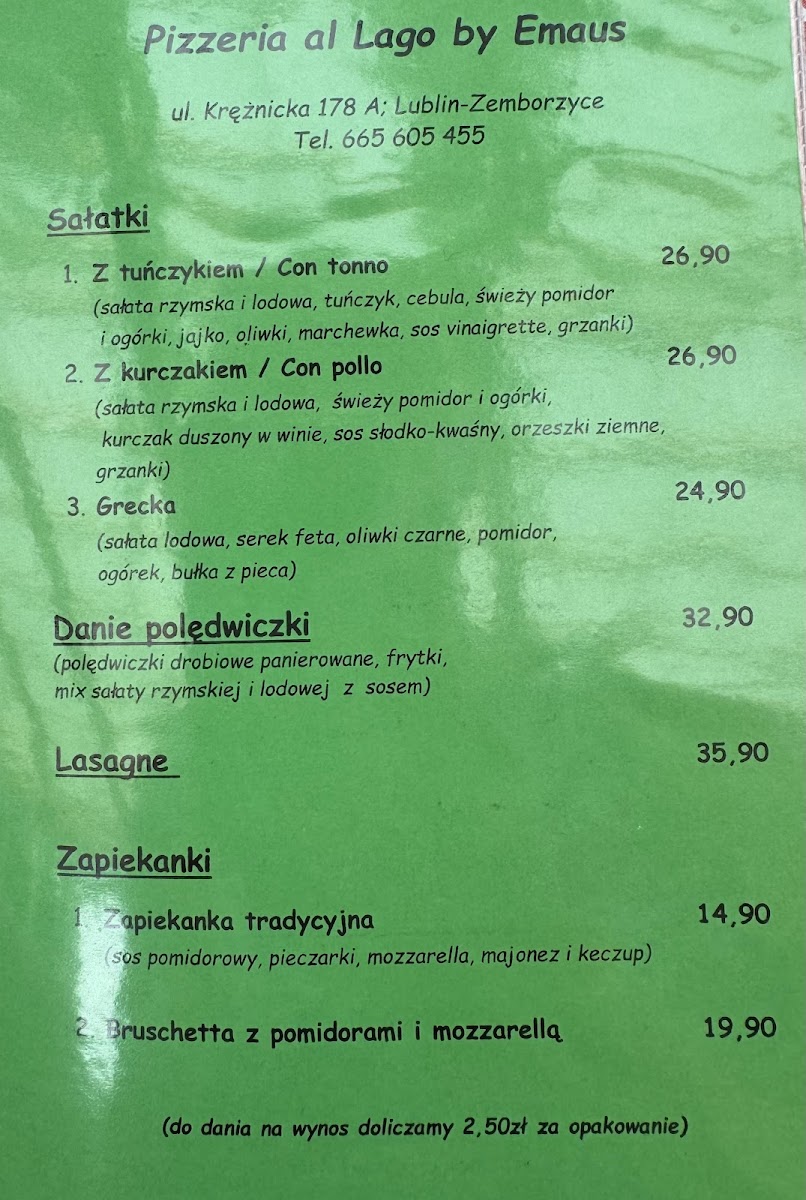 Pizzeria al Lago by Emaus
ul. Krężnicka 178 A; Lublin-Zemborzyce
Tel. 665 605 455
Sałatki
1. Z tuńczykiem / Con tonno 26,90
(sałata rzymska i lodowa, tuńczyk, cebula, świeży pomidor
i ogórki, jajko, oliwki, marchewka, sos vinaigrette, grzanki)
2. Z kurczakiem / Con pollo 26,90
(sałata rzymska i lodowa, świeży pomidor i ogórki,
kurczak duszony w winie, sos słodko-kwaśny, orzeszki ziemne,
grzanki)
3. Grecka 24,90
(sałata lodowa, serek feta, oliwki czarne, pomidor,
ogórek, bułka z pieca)
Danie polędwiczki 32,90
(polędwiczki drobiowe panierowane, frytki,
mix sałaty rzymskiej i lodowej z sosem)
Lasagne 35,90
Zapiekanki
1. Zapiekanka tradycyjna 14,90
(sos pomidorowy, pieczarki, mozzarella, majonez i keczup)
2. Bruschetta z pomidorami i mozzarellą 19,90
(do dania na wynos doliczamy 2,50zł za opakowanie)